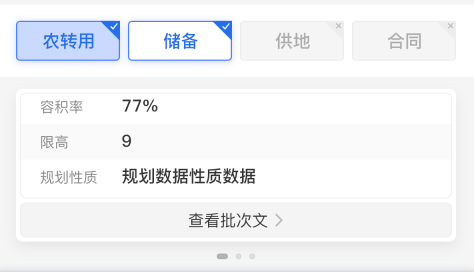 农转用 储备 供地 合同
容积率 77%
限高 9
规划性质 规划数据性质数据
查看批次文